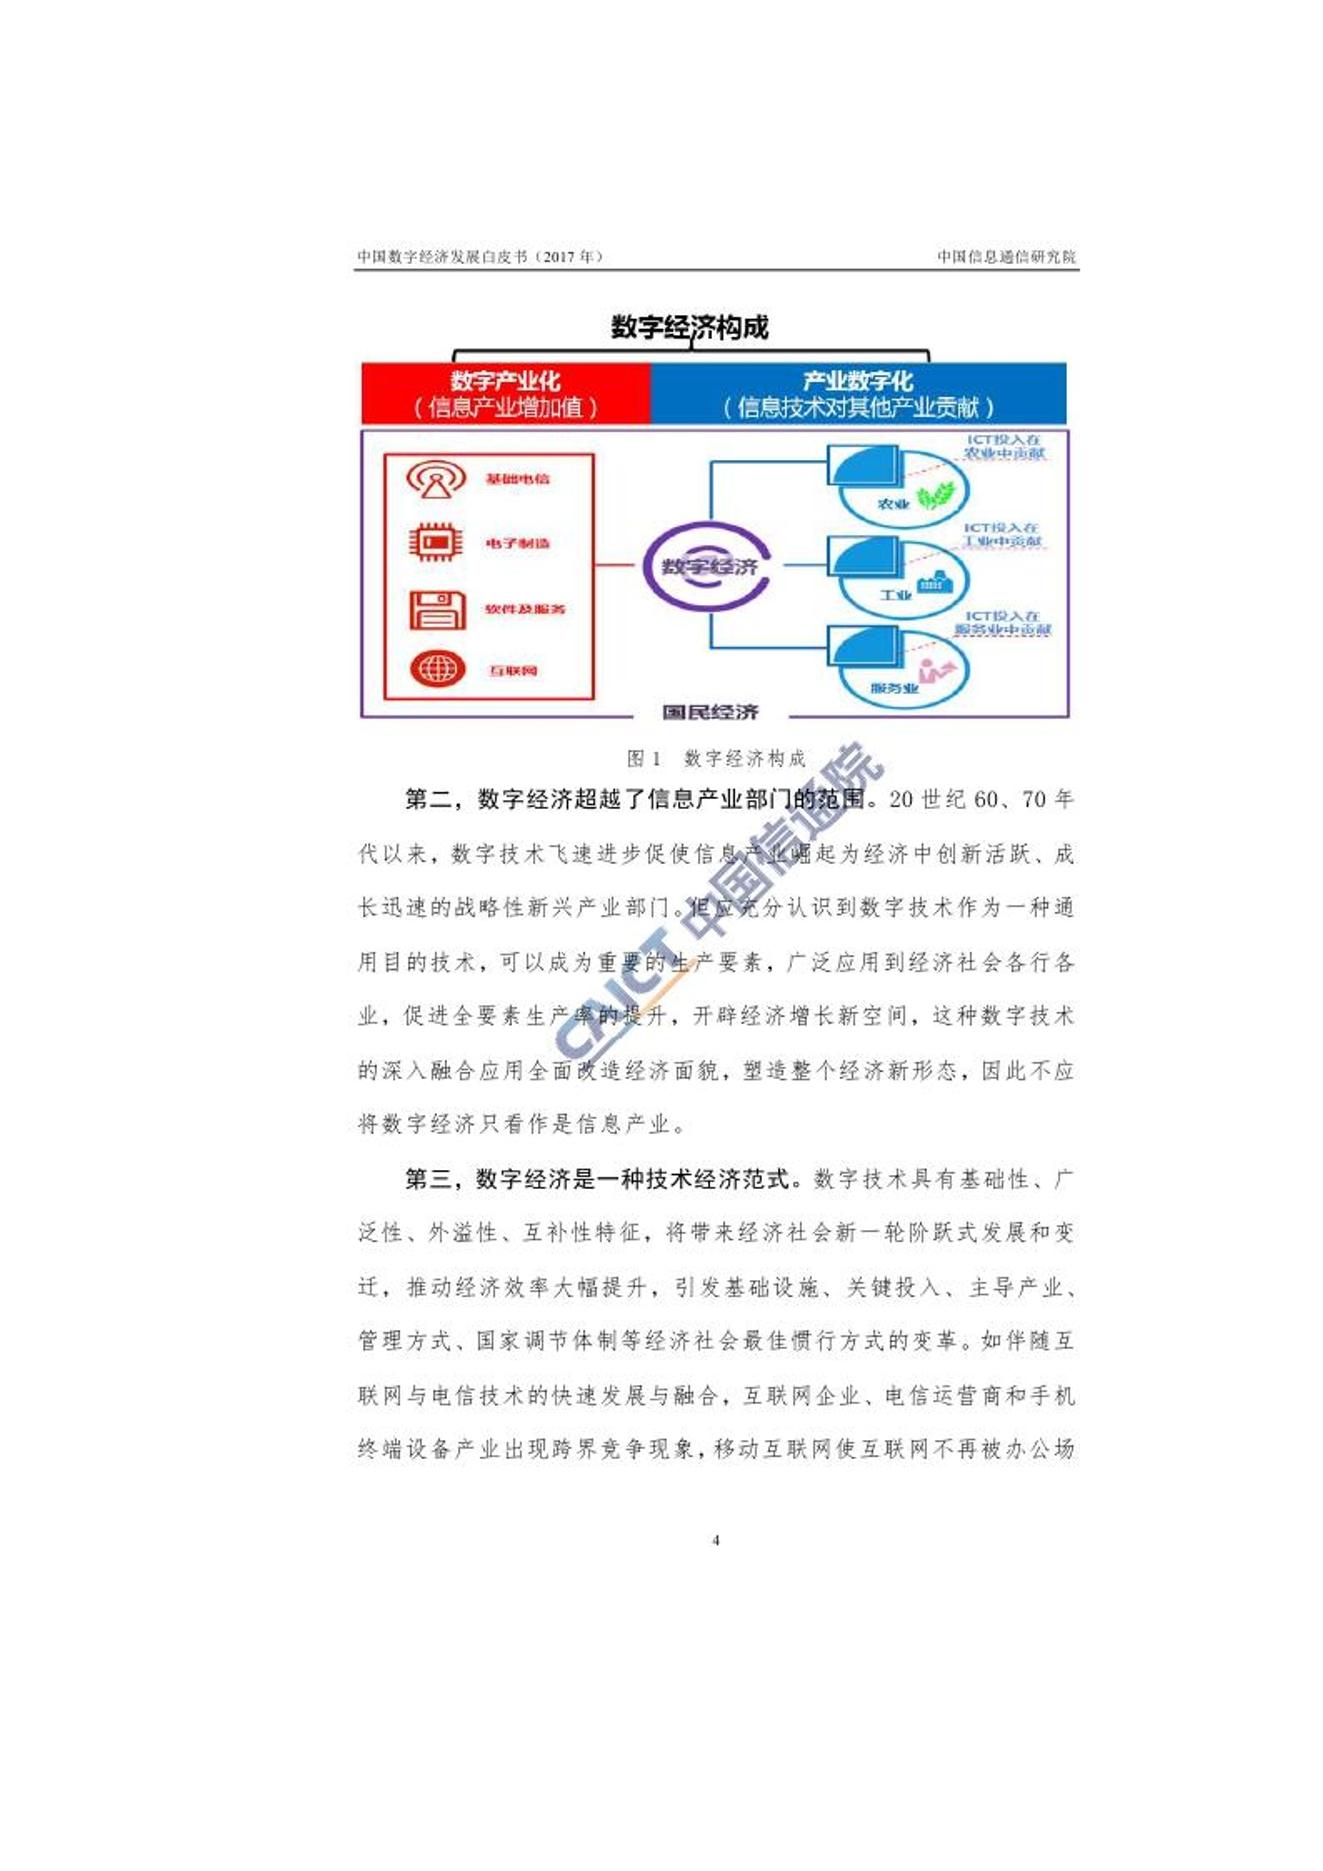 中国数字经济发展白皮书（2017 年）
中国信息通信研究院
数字经济构成
数字产业化
（信息产业增加值）
产业数字化
（信息技术对其他产业贡献）
基础电信
电子制造
软件及服务
互联网
数字经济
ICT投入在
农业中贡献
农业
ICT投入在
工业中贡献
工业
ICT投入在
服务业中贡献
服务业
国民经济
图 1 数字经济构成
第二，数字经济超越了信息产业部门的范围。20 世纪 60、70 年
代以来，数字技术飞速进步促使信息产业崛起为经济中创新活跃、成
长迅速的战略性新兴产业部门。但应充分认识到数字技术作为一种通
用目的技术，可以成为重要的生产要素，广泛应用到经济社会各行各
业，促进全要素生产率的提升，开辟经济增长新空间，这种数字技术
的深入融合应用全面改造经济面貌，塑造整个经济新形态，因此不应
将数字经济只看作是信息产业。
第三，数字经济是一种技术经济范式。数字技术具有基础性、广
泛性、外溢性、互补性特征，将带来经济社会新一轮阶跃式发展和变
迁，推动经济效率大幅提升，引发基础设施、关键投入、主导产业、
管理方式、国家调节体制等经济社会最佳惯行方式的变革。如伴随互
联网与电信技术的快速发展与融合，互联网企业、电信运营商和手机
终端设备产业出现跨界竞争现象，移动互联网使互联网不再被办公场
CAICT 中国信通院
4